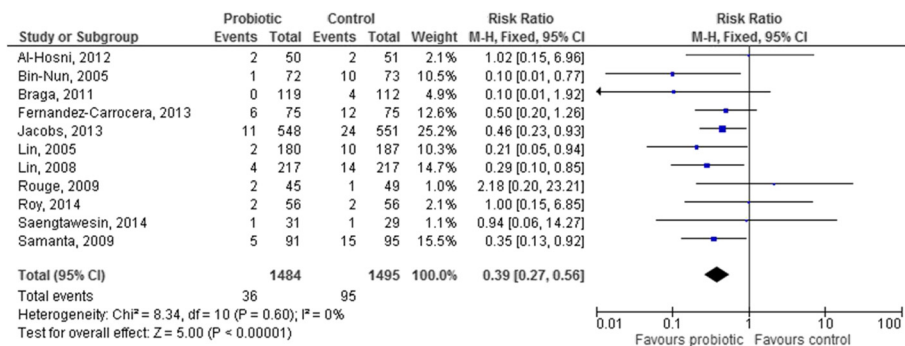 Probiotic Control Risk Ratio Risk Ratio
Study or Subgroup Events Total Events Total Weight M-H, Fixed, 95% CI M-H, Fixed, 95% CI
Al-Hosni, 2012 2 50 2 51 2.1% 1.02 [0.15, 6.96]
Bin-Nun, 2005 1 72 10 73 10.5% 0.10 [0.01, 0.77]
Braga, 2011 0 119 4 112 4.9% 0.10 [0.01, 1.92]
Fernandez-Carrocera, 2013 6 75 12 75 12.6% 0.50 [0.20, 1.26]
Jacobs, 2013 11 548 24 551 25.2% 0.46 [0.23, 0.93]
Lin, 2005 2 180 10 187 10.3% 0.21 [0.05, 0.94]
Lin, 2008 4 217 14 217 14.7% 0.29 [0.10, 0.85]
Rouge, 2009 2 45 1 49 1.0% 2.18 [0.20, 23.21]
Roy, 2014 2 56 2 56 2.1% 1.00 [0.15, 6.85]
Saengtawesin, 2014 1 31 1 29 1.1% 0.94 [0.06, 14.27]
Samanta, 2009 5 91 15 95 15.5% 0.35 [0.13, 0.92]
Total (95% CI) 1484 1495 100.0% 0.39 [0.27, 0.56]
Total events 36 95
Heterogeneity: Chi² = 8.34, df = 10 (P = 0.60); I² = 0%
Test for overall effect: Z = 5.00 (P < 0.00001)
0.01 0.1 1 10 100
Favours probiotic Favours control